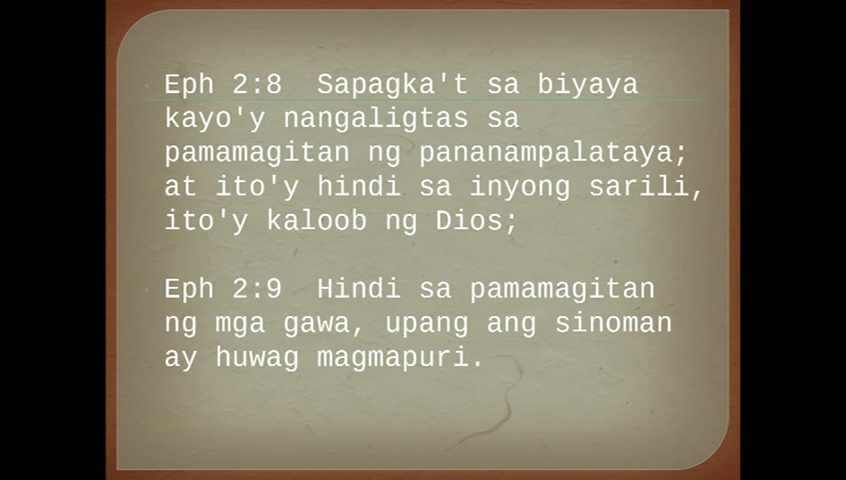 Eph 2:8  Sapagka't sa biyaya
kayo'y nangaligtas sa
pamamagitan ng pananampalataya;
at ito'y hindi sa inyong sarili,
ito'y kaloob ng Dios;
Eph 2:9  Hindi sa pamamagitan
ng mga gawa, upang ang sinoman
ay huwag magmapuri.